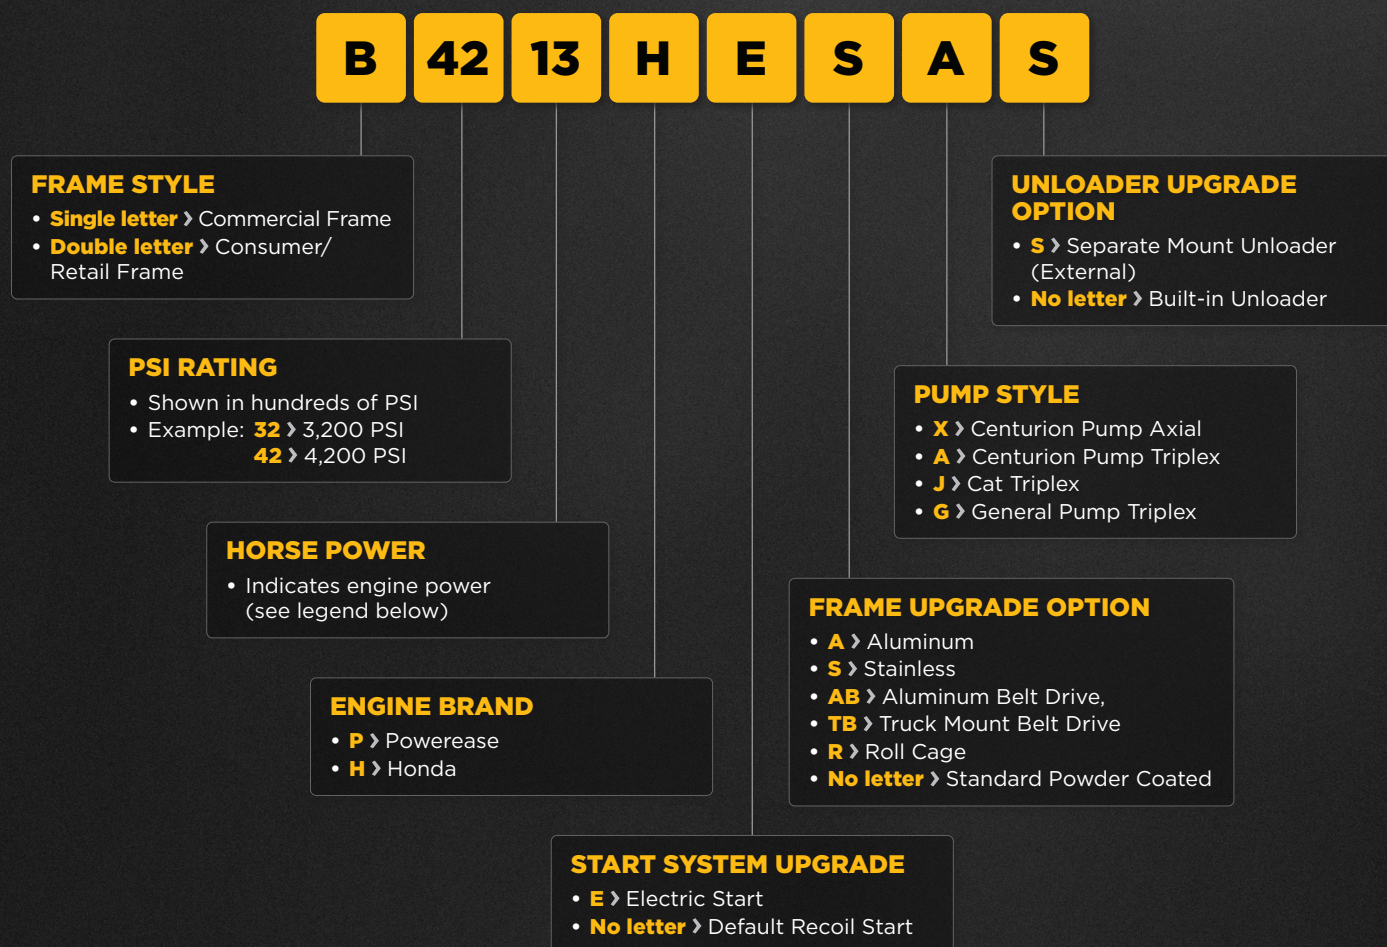 B 42 13 H E S A S
FRAME STYLE
• Single letter › Commercial Frame
• Double letter › Consumer/
Retail Frame
UNLOADER UPGRADE
OPTION
• S › Separate Mount Unloader
(External)
• No letter › Built-in Unloader
PSI RATING
• Shown in hundreds of PSI
• Example: 32 › 3,200 PSI
42 › 4,200 PSI
PUMP STYLE
• X › Centurion Pump Axial
• A › Centurion Pump Triplex
• J › Cat Triplex
• G › General Pump Triplex
HORSE POWER
• Indicates engine power
(see legend below)
FRAME UPGRADE OPTION
• A › Aluminum
• S › Stainless
• AB › Aluminum Belt Drive,
• TB › Truck Mount Belt Drive
• R › Roll Cage
• No letter › Standard Powder Coated
ENGINE BRAND
• P › Powerease
• H › Honda
START SYSTEM UPGRADE
• E › Electric Start
• No letter › Default Recoil Start